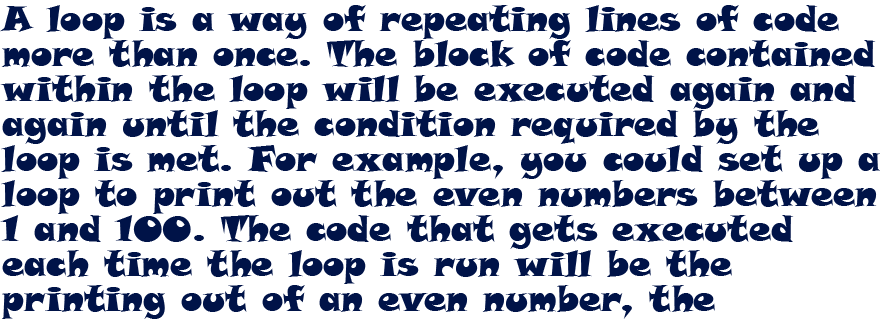 A loop is a way of repeating lines of code
more than once. The block of code contained
within the loop will be executed again and
again until the condition required by the
loop is met. For example, you could set up a
loop to print out the even numbers between
1 and 100. The code that gets executed
each time the loop is run will be the
printing out of an even number, the